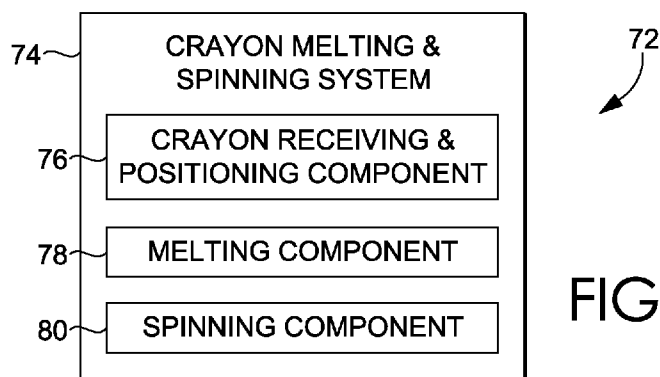 74
CRAYON MELTING &
SPINNING SYSTEM
72
76
CRAYON RECEIVING &
POSITIONING COMPONENT
78
MELTING COMPONENT
80
SPINNING COMPONENT
FIG